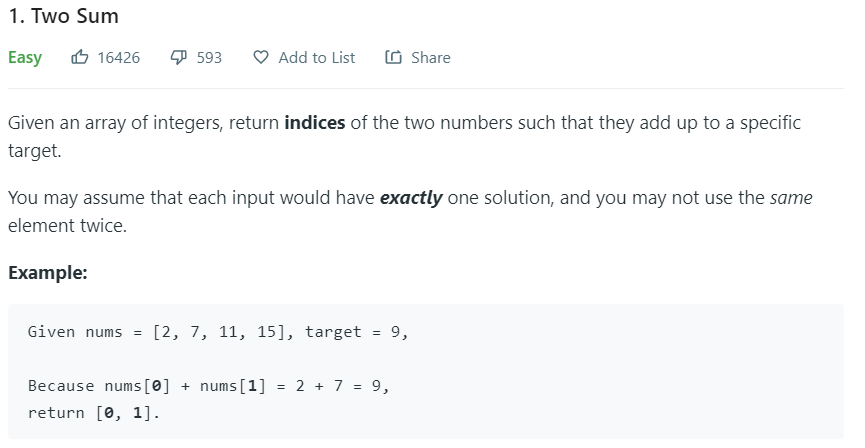 1. Two Sum
Easy 16426 593 Add to List Share
Given an array of integers, return indices of the two numbers such that they add up to a specific
target.
You may assume that each input would have exactly one solution, and you may not use the same
element twice.
Example:
Given nums = [2, 7, 11, 15], target = 9,
Because nums[0] + nums[1] = 2 + 7 = 9,
return [0, 1].